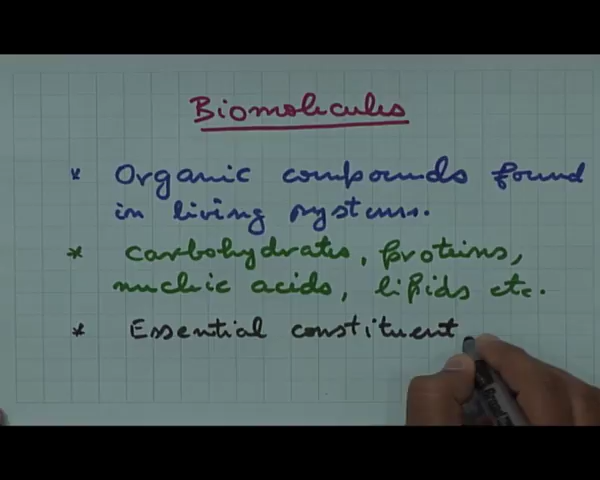 Biomolecules
* Organic compounds found
in living systems.
* Carbohydrates, proteins,
nucleic acids, lipids etc.
* Essential constituent